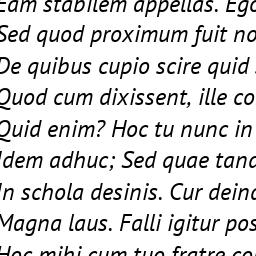 Eam stabilem appellas. Ego
Sed quod proximum fuit no
De quibus cupio scire quid
Quod cum dixissent, ille co
Quid enim? Hoc tu nunc in
Idem adhuc; Sed quae tand
In schola desinis. Cur dein
Magna laus. Falli igitur pos
Hoc mihi cum tuo fratre co